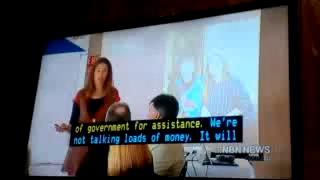 of government for assistance. We're
not talking loads of money. It will
NBN NEWS